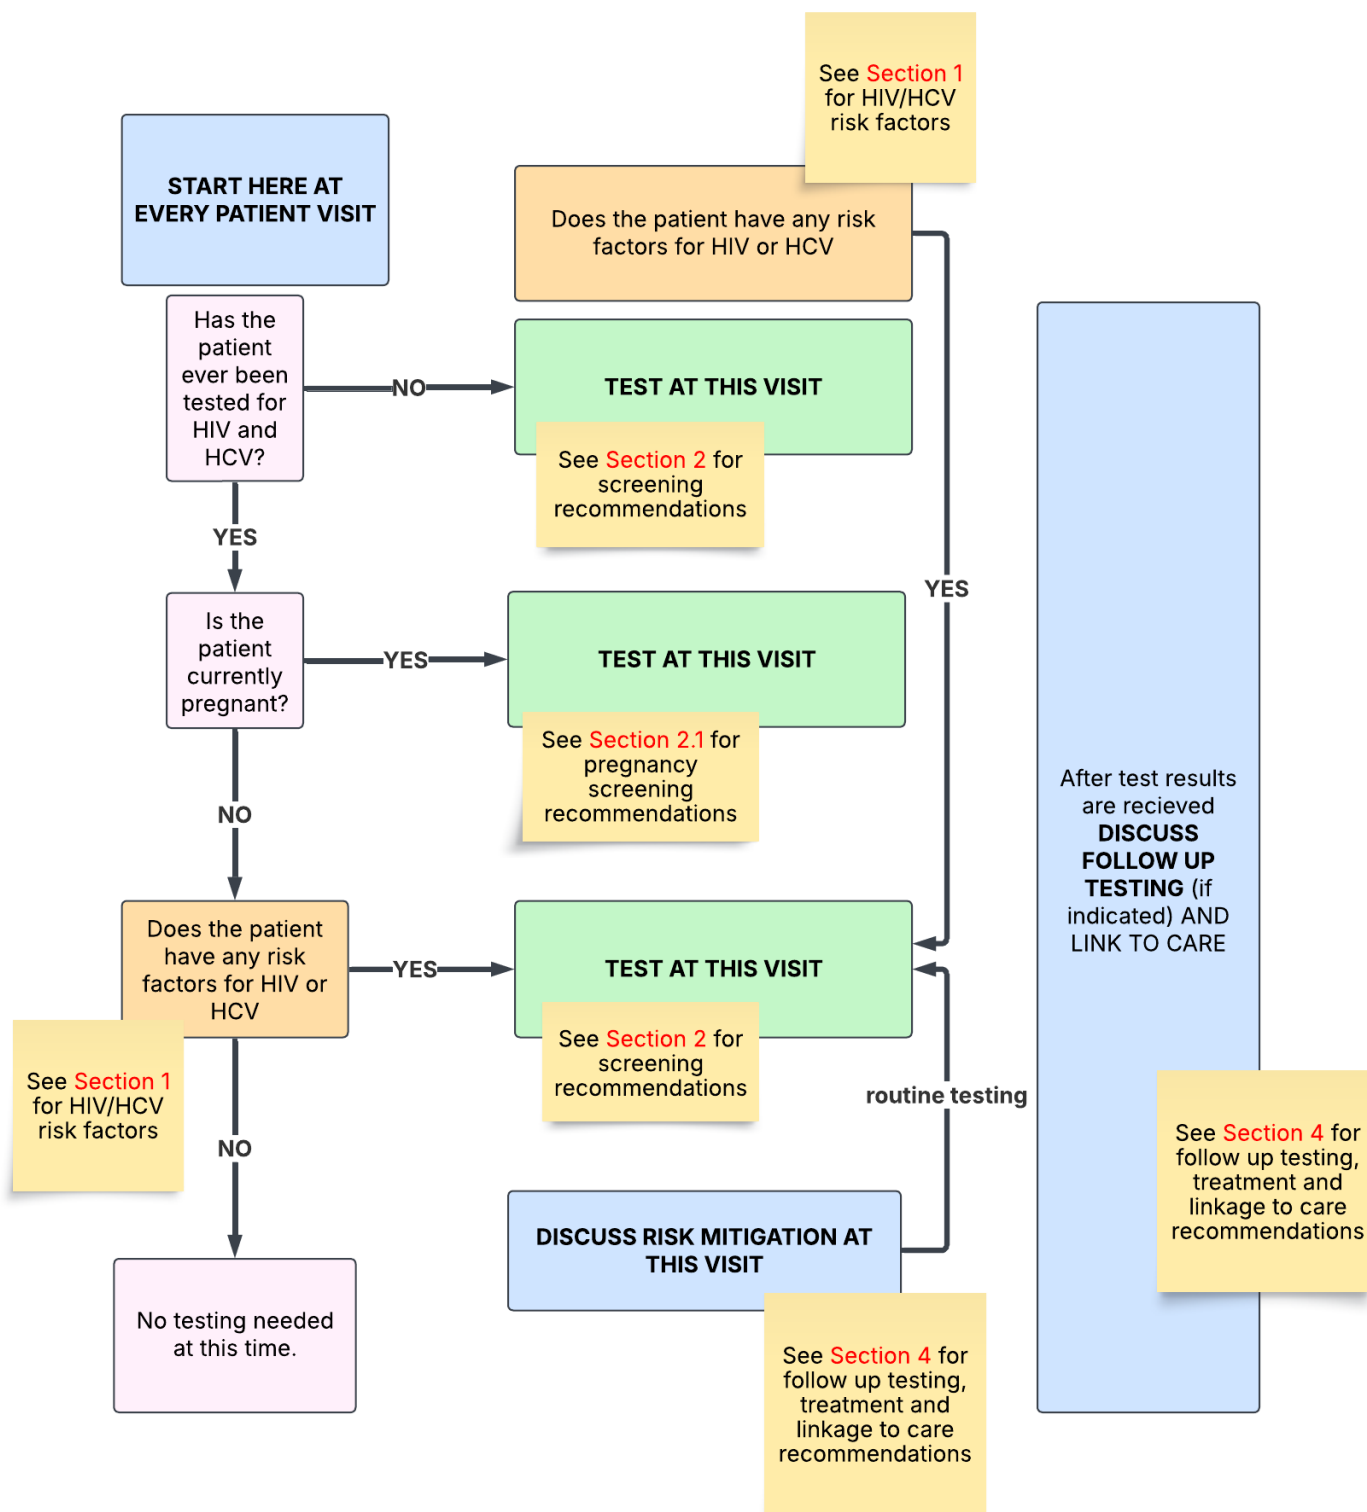 See Section 1
for HIV/HCV
risk factors
START HERE AT
EVERY PATIENT VISIT
Does the patient have any risk
factors for HIV or HCV
Has the
patient
ever been
tested for
HIV and
HCV?
NO
TEST AT THIS VISIT
See Section 2 for
screening
recommendations
YES
YES
Is the
patient
currently
pregnant?
YES
TEST AT THIS VISIT
See Section 2.1 for
pregnancy
screening
recommendations
NO
After test results
are recieved
DISCUSS
FOLLOW UP
TESTING (if
indicated) AND
LINK TO CARE
Does the patient
have any risk
factors for HIV or
HCV
YES
TEST AT THIS VISIT
See Section 2 for
screening
recommendations
See Section 1
for HIV/HCV
risk factors
routine testing
NO
See Section 4 for
follow up testing,
treatment and
linkage to care
recommendations
DISCUSS RISK MITIGATION AT
THIS VISIT
No testing needed
at this time.
See Section 4 for
follow up testing,
treatment and
linkage to care
recommendations